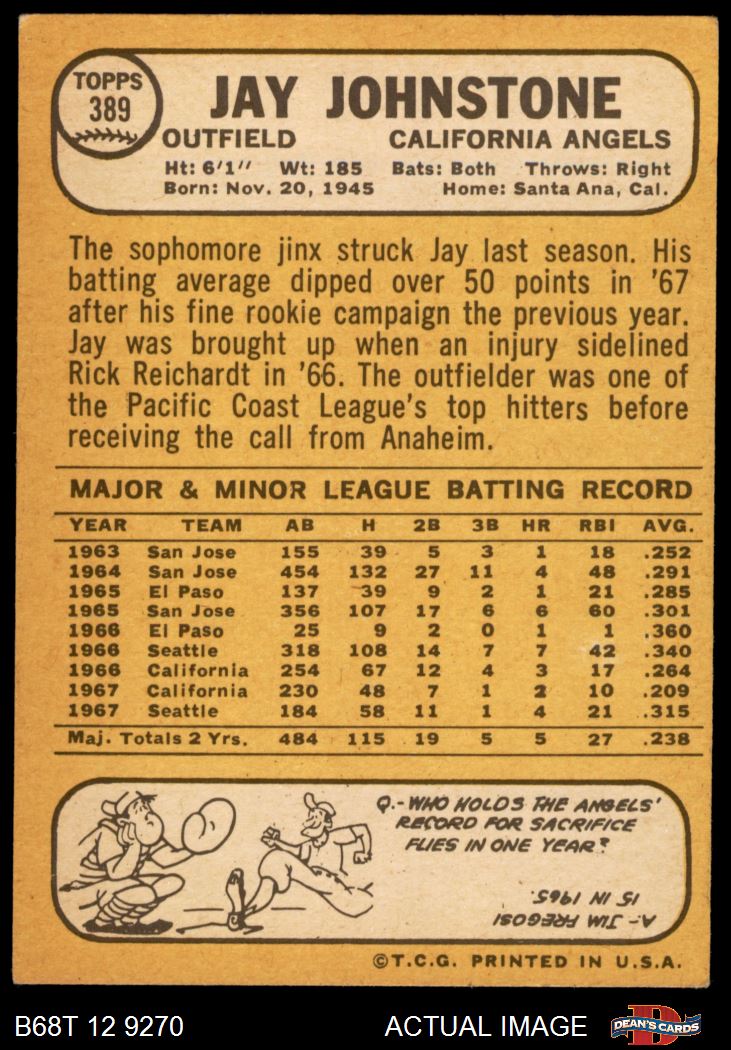 TOPPS
389
JAY JOHNSTONE
OUTFIELD CALIFORNIA ANGELS
Ht: 6'1" Wt: 185 Bats: Both Throws: Right
Born: Nov. 20, 1945 Home: Santa Ana, Cal.
The sophomore jinx struck Jay last season. His
batting average dipped over 50 points in '67
after his fine rookie campaign the previous year.
Jay was brought up when an injury sidelined
Rick Reichardt in '66. The outfielder was one of
the Pacific Coast League's top hitters before
receiving the call from Anaheim.
MAJOR & MINOR LEAGUE BATTING RECORD
YEAR TEAM AB H 2B 3B HR RBI AVG.
1963 San Jose 155 39 5 3 1 18 .252
1964 San Jose 454 132 27 11 4 48 .291
1965 El Paso 137 39 9 2 1 21 .285
1965 San Jose 356 107 17 6 6 60 .301
1966 El Paso 25 9 2 0 1 1 .360
1966 Seattle 318 108 14 7 7 42 .340
1966 California 254 67 12 4 3 17 .264
1967 California 230 48 7 1 2 10 .209
1967 Seattle 184 58 11 1 4 21 .315
Maj. Totals 2 Yrs. 484 115 19 5 5 27 .238
Q.-WHO HOLDS THE ANGELS'
RECORD FOR SACRIFICE
FLIES IN ONE YEAR?
A.- JIM FREGOSI
15 IN 1965.
©T.C.G. PRINTED IN U.S.A.
B68T 12 9270 ACTUAL IMAGE
D
DEAN'S CARDS